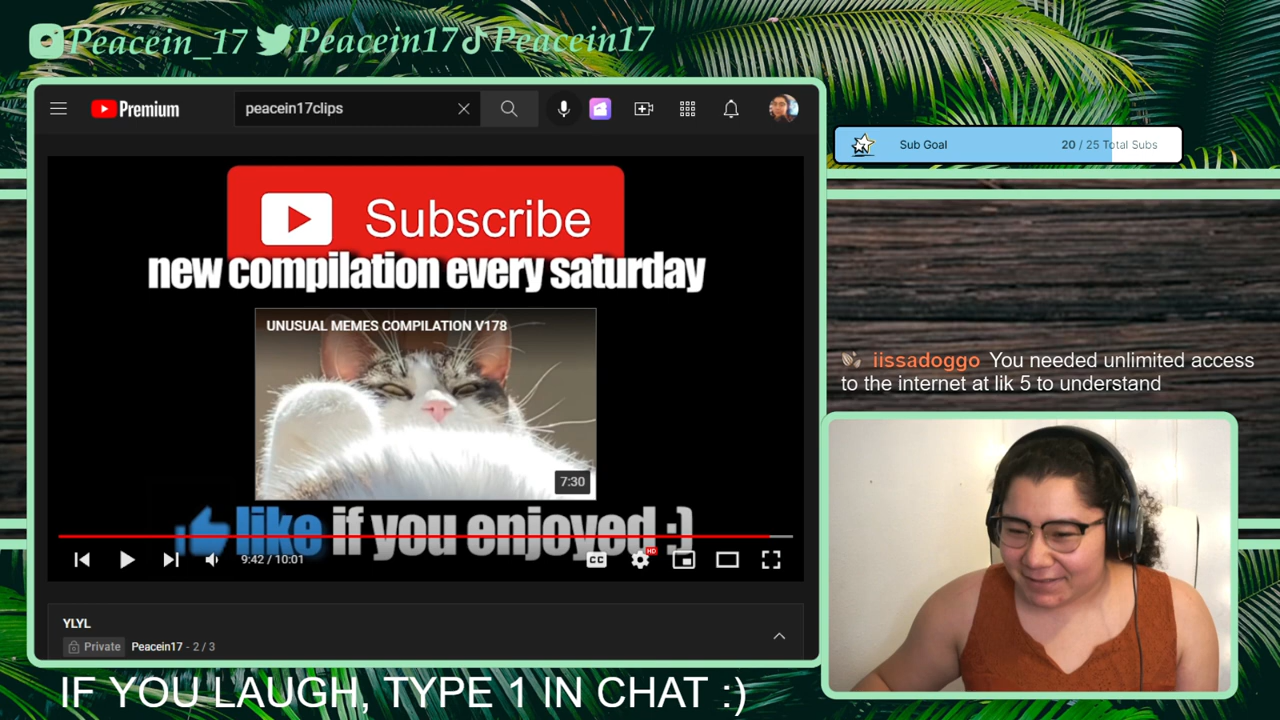 Peacein_17 Peacein17 Peacein17
Premium
peacein17clips
Sub Goal 20 / 25 Total Subs
Subscribe
new compilation every saturday
UNUSUAL MEMES COMPILATION V178
7:30
like if you enjoyed :)
9:42 / 10:01
CC
HD
YLYL
Private Peacein17 - 2 / 3
iissadoggo You needed unlimited access
to the internet at lik 5 to understand
IF YOU LAUGH, TYPE 1 IN CHAT :)